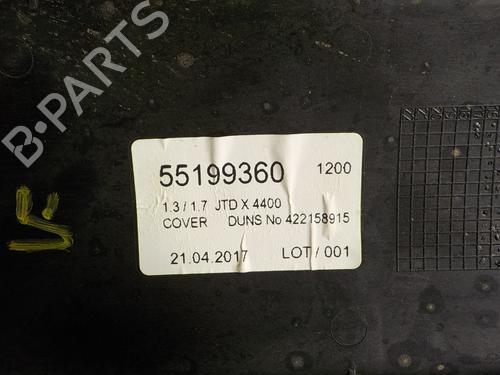 B-PARTS
55199360 1200
1.3 / 1.7 JTD X 4400
COVER DUNS No 422158915
21.04.2017 LOT / 001